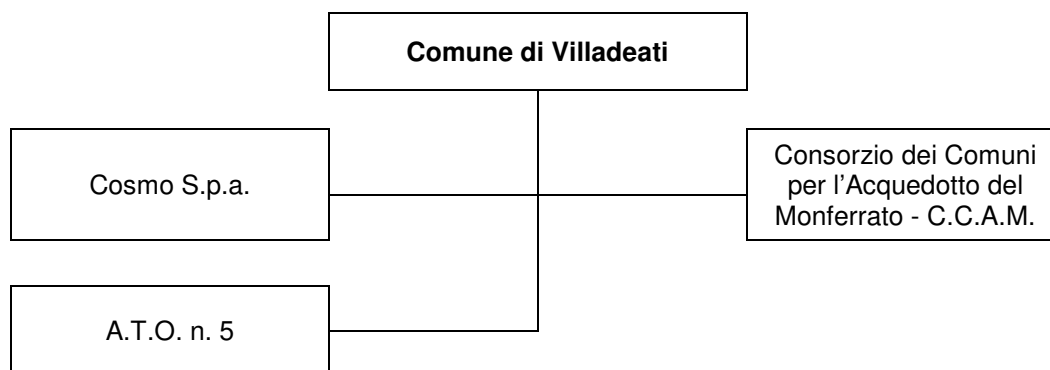 Comune di Villadeati
Cosmo S.p.a.
Consorzio dei Comuni
per l'Acquedotto del
Monferrato - C.C.A.M.
A.T.O. n. 5